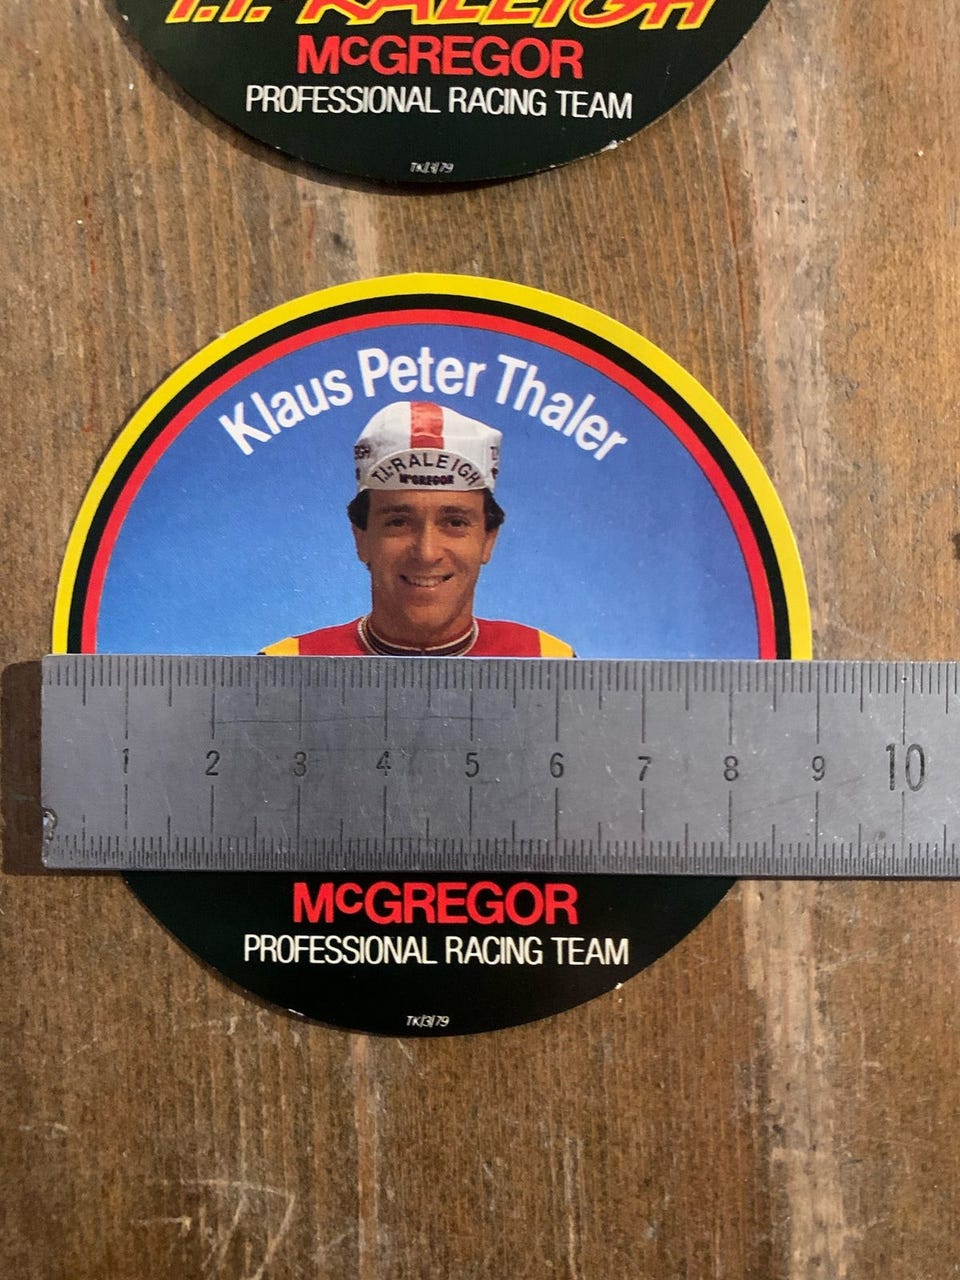 T.I.-RALEIGH
McGREGOR
PROFESSIONAL RACING TEAM
TK/3/79
Klaus Peter Thaler
T.I.-RALEIGH
McGREGOR
1 2 3 4 5 6 7 8 9 10
McGREGOR
PROFESSIONAL RACING TEAM
TK/3/79